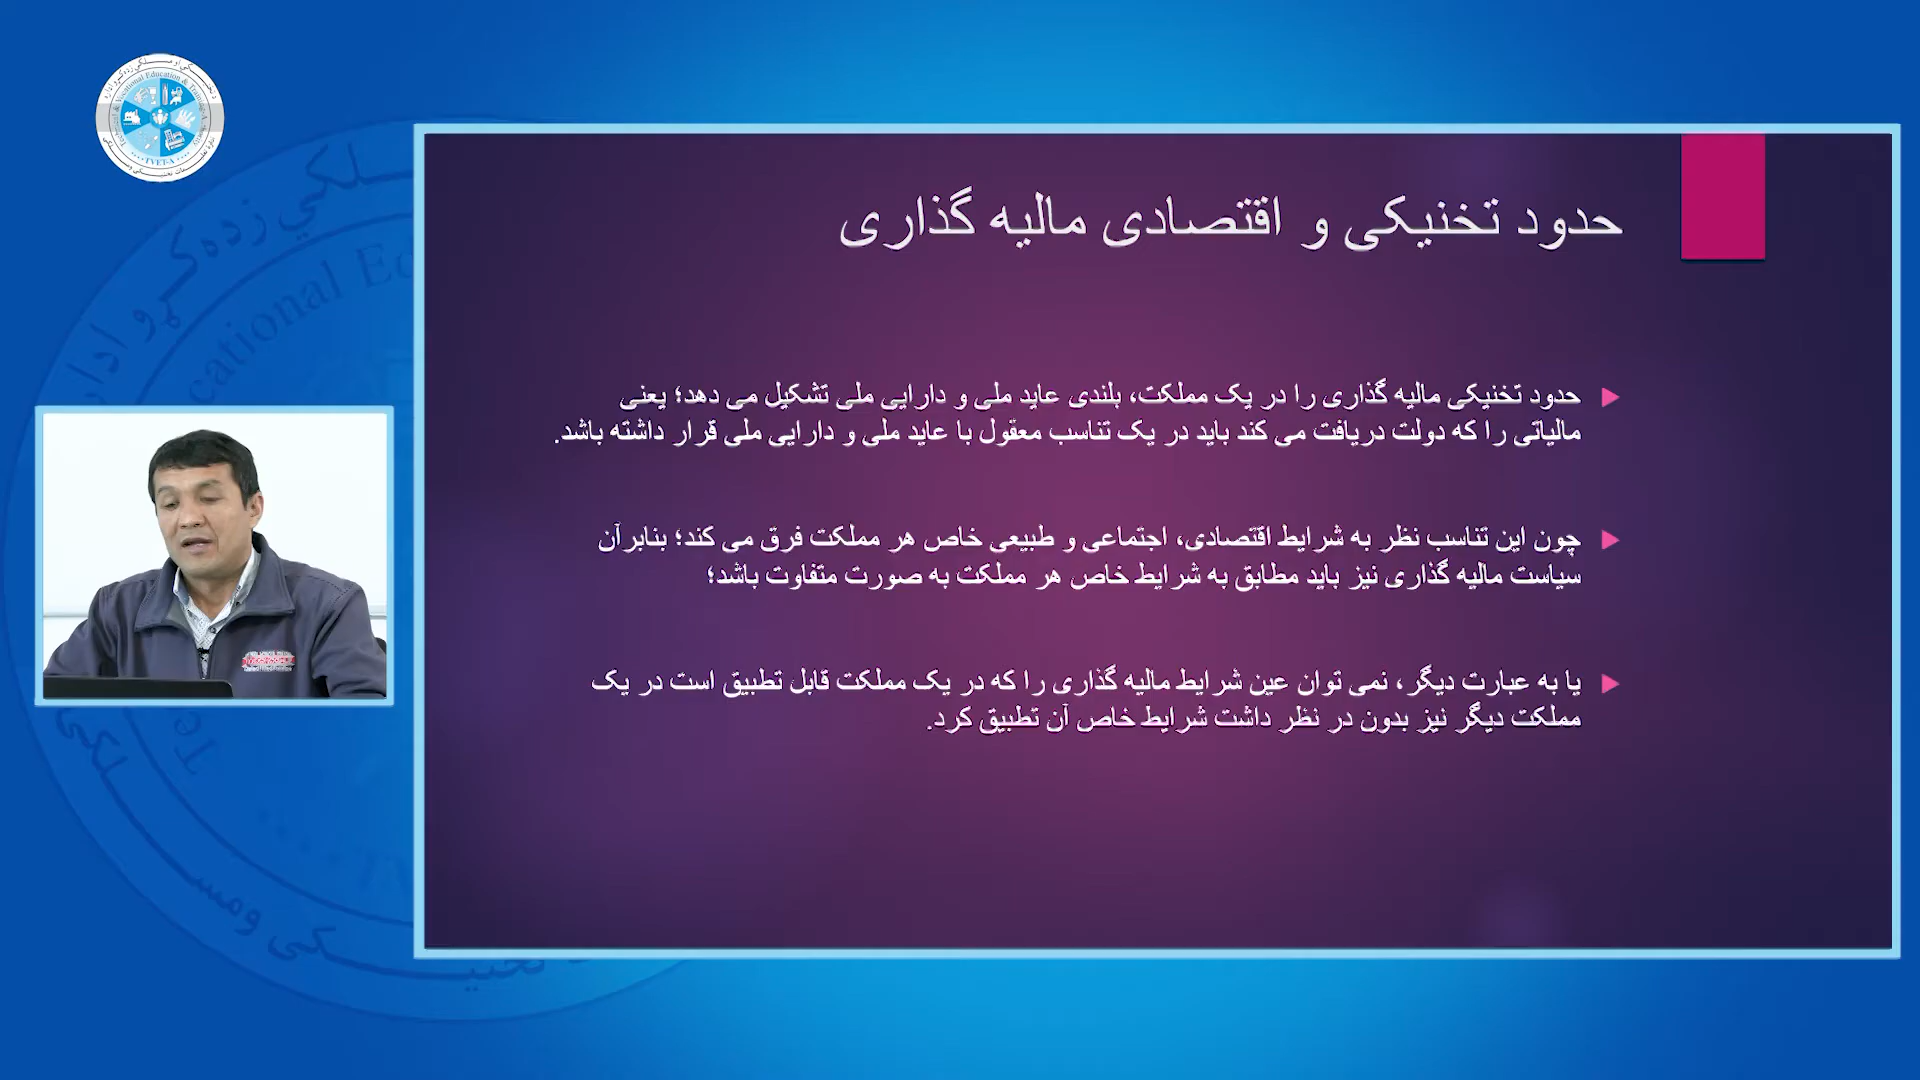 حدود تخنیکی و اقتصادی مالیه گذاری
حدود تخنیکی مالیه گذاری را در یک مملکت، بلندی عاید ملی و دارایی ملی تشکیل می دهد؛ یعنی
مالیاتی را که دولت دریافت می کند باید در یک تناسب معقول با عاید ملی و دارایی ملی قرار داشته باشد.
چون این تناسب نظر به شرایط اقتصادی، اجتماعی و طبیعی خاص هر مملکت فرق می کند؛ بنابرآن
سیاست مالیه گذاری نیز باید مطابق به شرایط خاص هر مملکت به صورت متفاوت باشد؛
یا به عبارت دیگر، نمی توان عین شرایط مالیه گذاری را که در یک مملکت قابل تطبیق است در یک
مملکت دیگر نیز بدون در نظر داشت شرایط خاص آن تطبیق کرد.
Technical & Vocational Education & Training
TVET-A